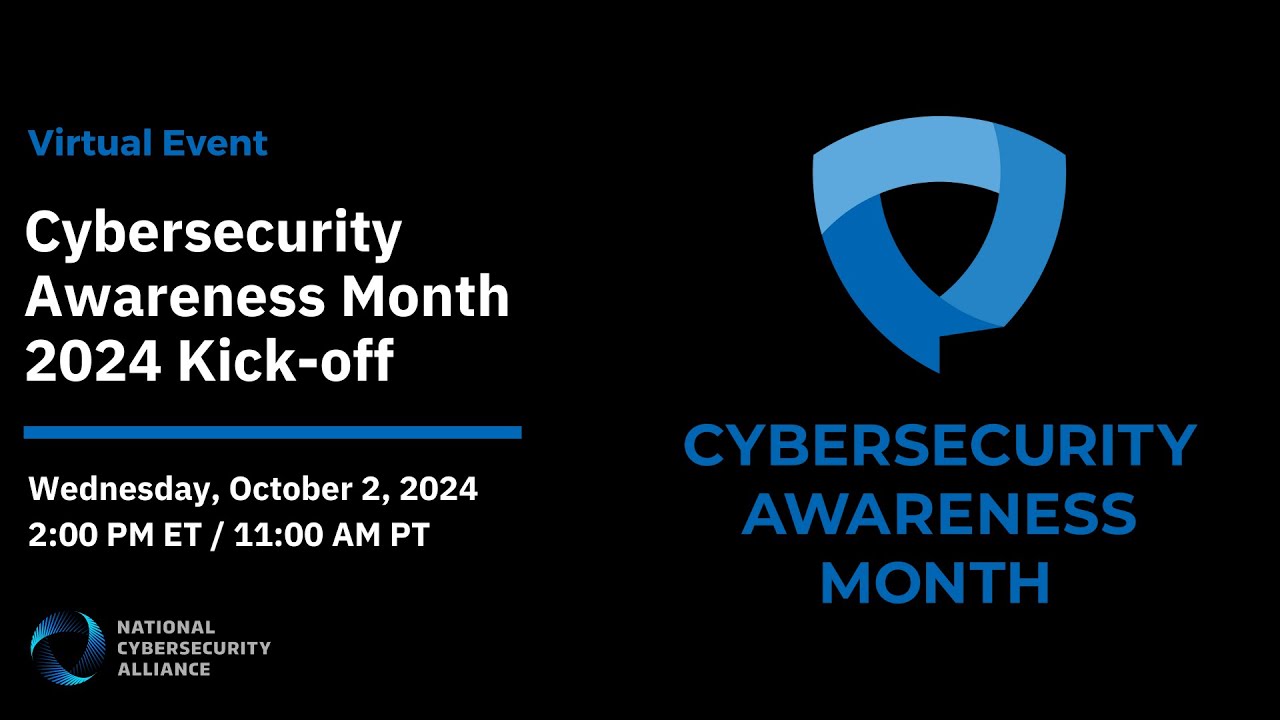 Virtual Event
Cybersecurity
Awareness Month
2024 Kick-off
Wednesday, October 2, 2024
2:00 PM ET / 11:00 AM PT
NATIONAL
CYBERSECURITY
ALLIANCE
CYBERSECURITY
AWARENESS
MONTH